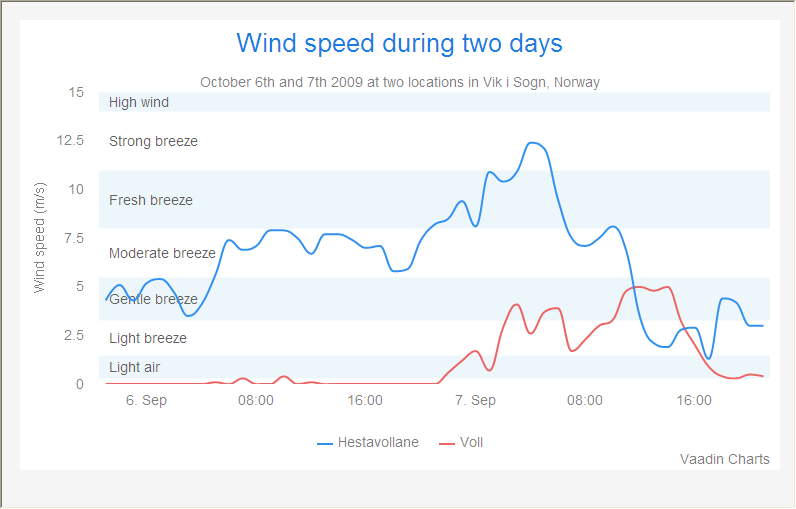 Wind speed during two days
October 6th and 7th 2009 at two locations in Vik i Sogn, Norway
Wind speed (m/s)
15
12.5
10
7.5
5
2.5
0
High wind
Strong breeze
Fresh breeze
Moderate breeze
Gentle breeze
Light breeze
Light air
6. Sep 08:00 16:00 7. Sep 08:00 16:00
Hestavollane Voll
Vaadin Charts